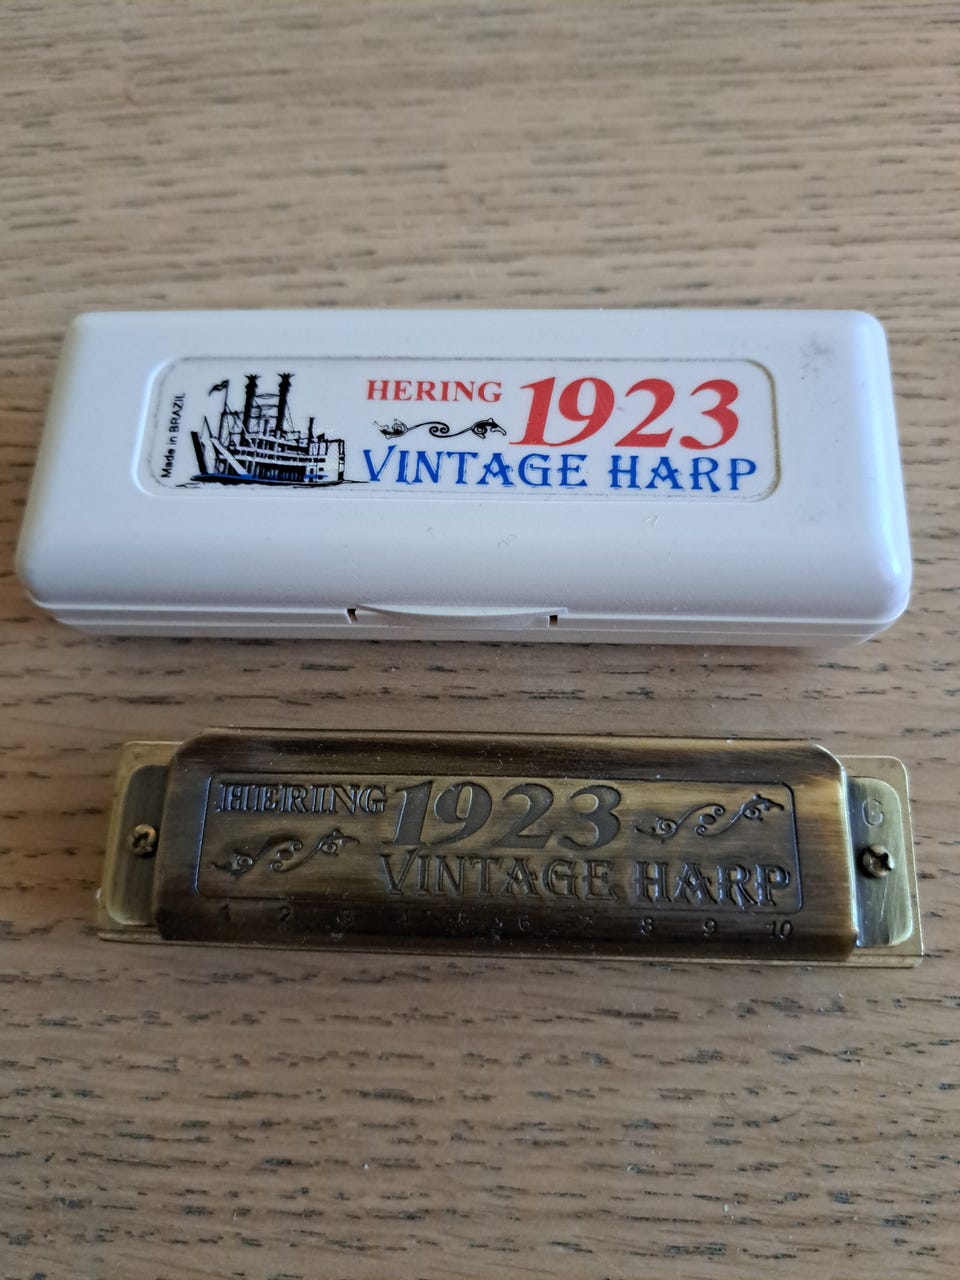 Made in BRAZIL
HERING 1923
VINTAGE HARP
HERING 1923
VINTAGE HARP
1 2 3 4 5 6 7 8 9 10